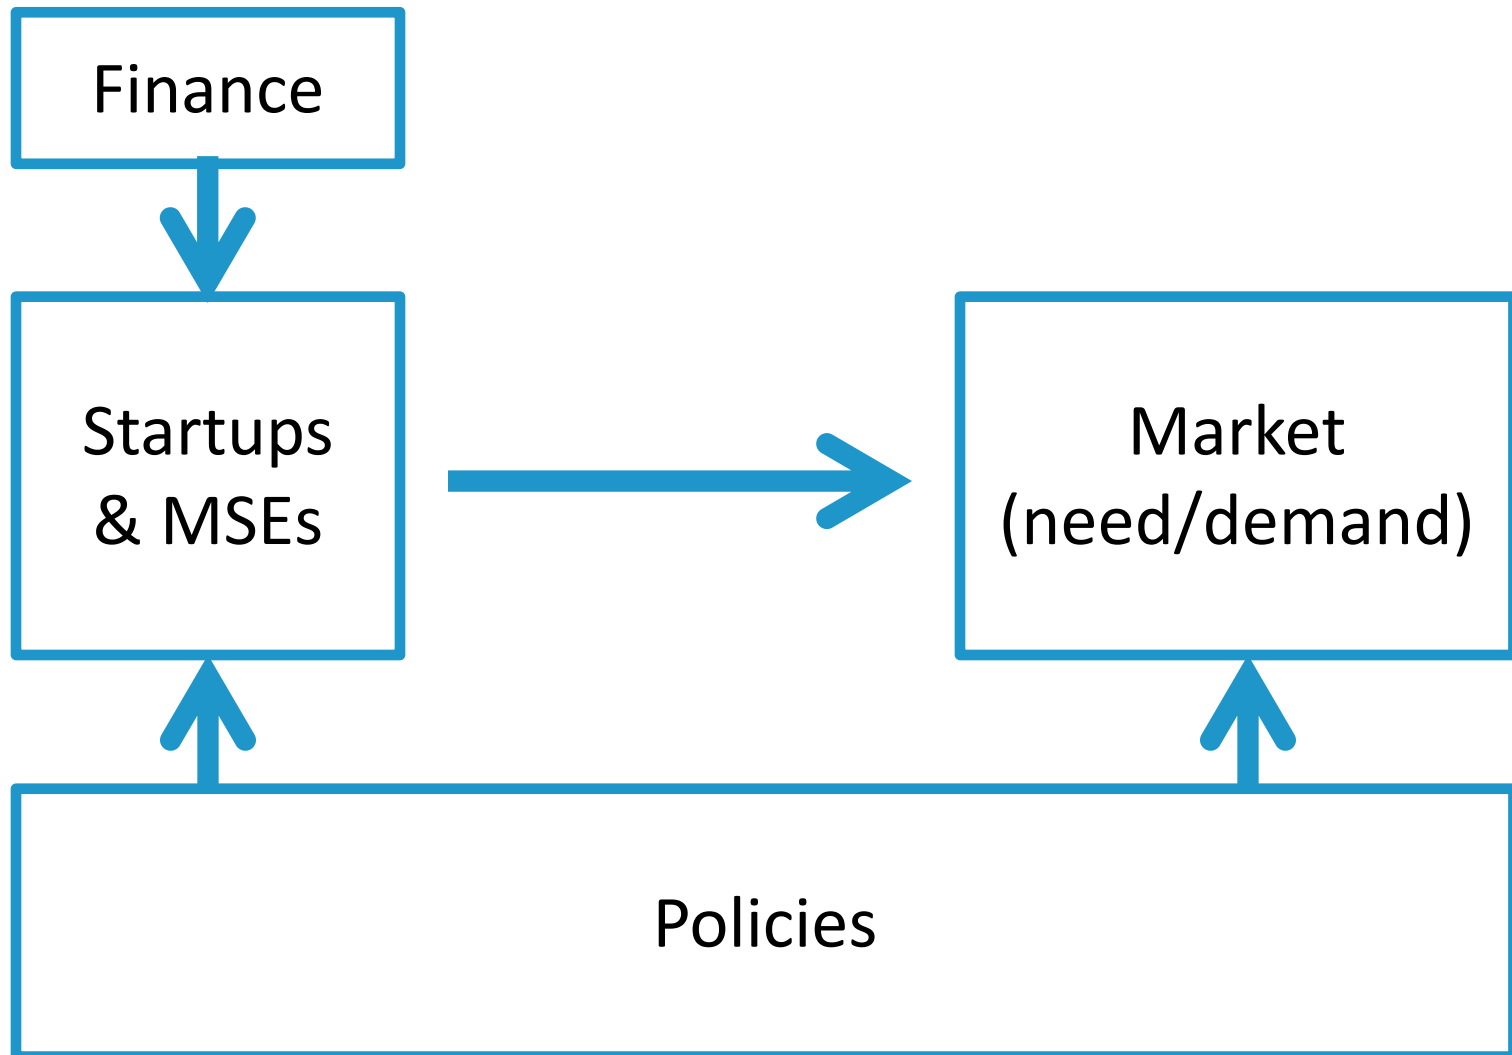 Finance
Startups
& MSEs
Market
(need/demand)
Policies